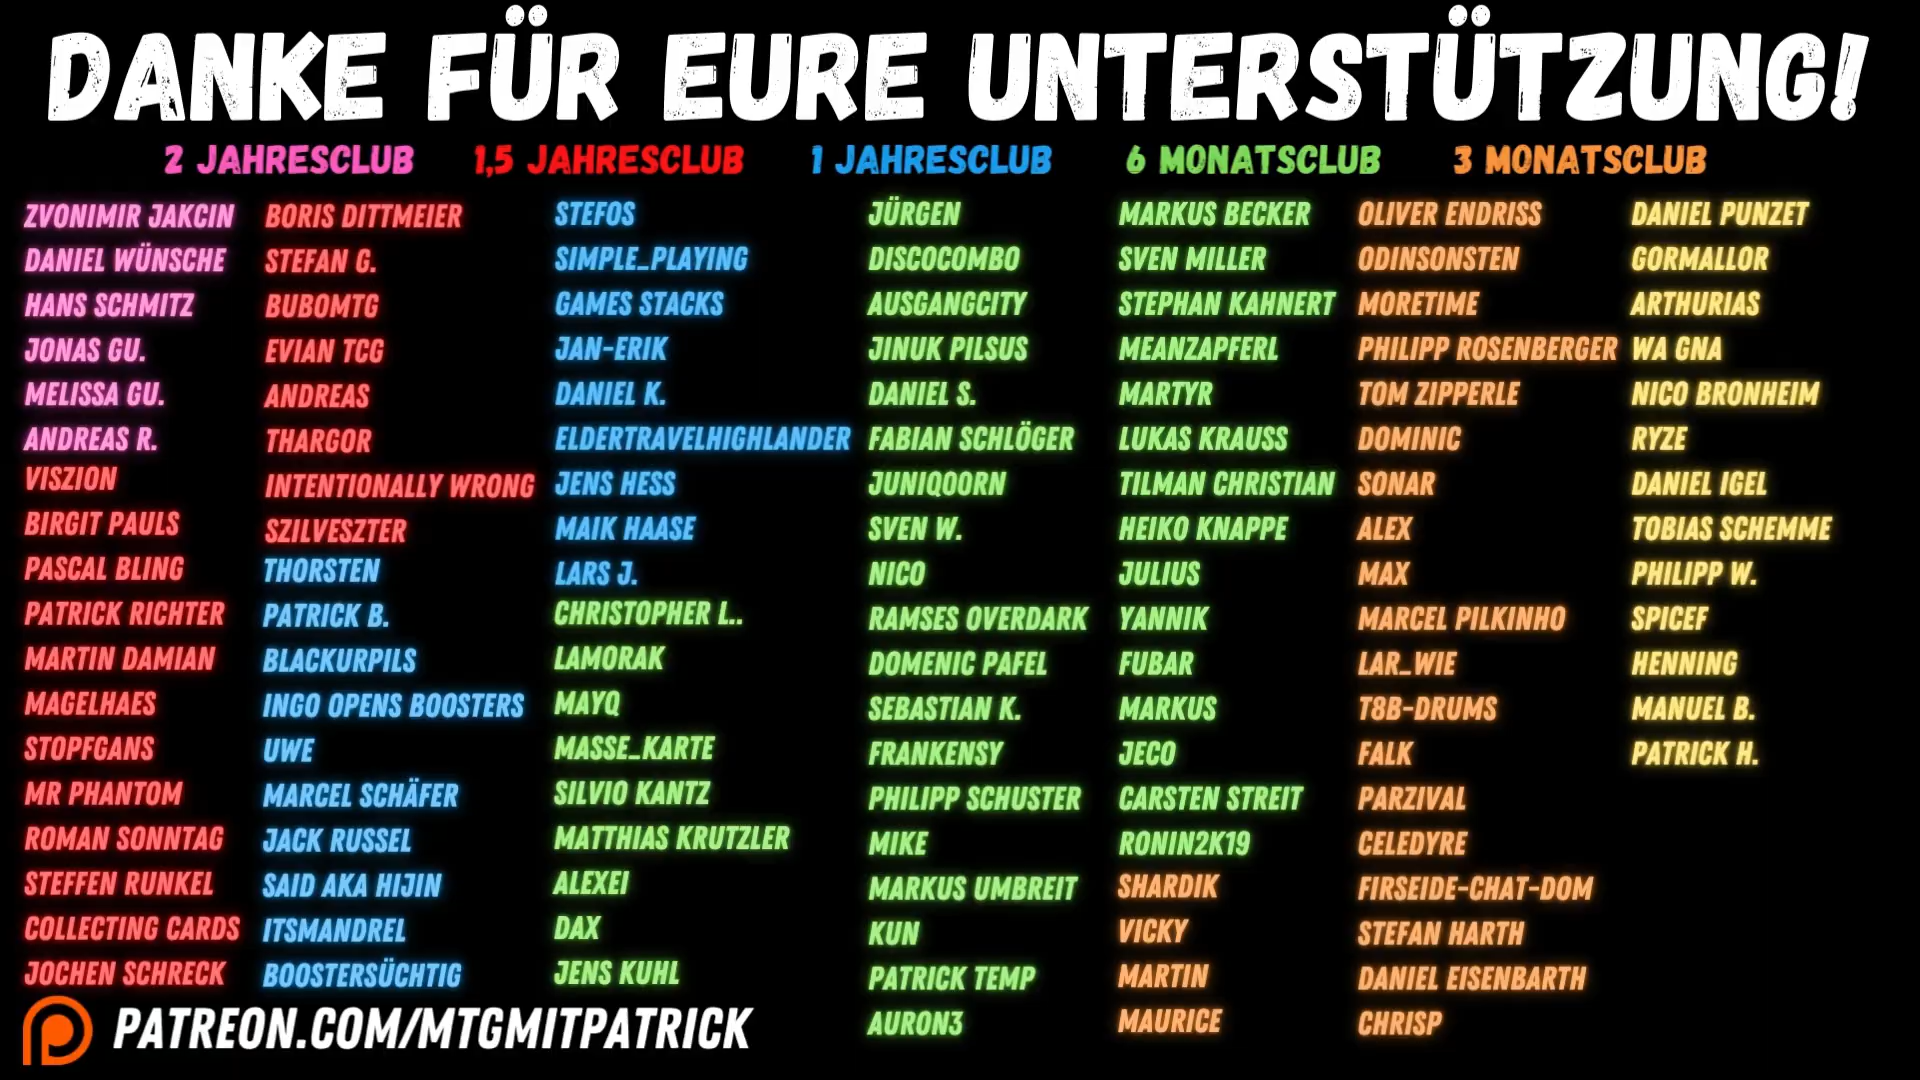 DANKE FÜR EURE UNTERSTÜTZUNG!
2 JAHRESCLUB
1,5 JAHRESCLUB
1 JAHRESCLUB
6 MONATSCLUB
3 MONATSCLUB
ZVONIMIR JAKCIN
DANIEL WÜNSCHE
HANS SCHMITZ
JONAS GU.
MELISSA GU.
ANDREAS R.
VISZION
BIRGIT PAULS
PASCAL BLING
PATRICK RICHTER
MARTIN DAMIAN
MAGELHAES
STOPFGANS
MR PHANTOM
ROMAN SONNTAG
STEFFEN RUNKEL
COLLECTING CARDS
JOCHEN SCHRECK
BORIS DITTMEIER
STEFAN G.
BUBOMTG
EVIAN TCG
ANDREAS
THARGOR
INTENTIONALLY WRONG
SZILVESZTER
THORSTEN
PATRICK B.
BLACKURPILS
INGO OPENS BOOSTERS
UWE
MARCEL SCHÄFER
JACK RUSSEL
SAID AKA HIJIN
ITSMANDREL
BOOSTERSÜCHTIG
STEFOS
SIMPLE_PLAYING
GAMES STACKS
JAN-ERIK
DANIEL K.
ELDERTRAVELHIGHLANDER
JENS HESS
MAIK HAASE
LARS J.
CHRISTOPHER L..
LAMORAK
MAYQ
MASSE_KARTE
SILVIO KANTZ
MATTHIAS KRUTZLER
ALEXEI
DAX
JENS KUHL
JÜRGEN
DISCOCOMBO
AUSGANGCITY
JINUK PILSUS
DANIEL S.
FABIAN SCHLÖGER
JUNIQOORN
SVEN W.
NICO
RAMSES OVERDARK
DOMENIC PAFEL
SEBASTIAN K.
FRANKENSY
PHILIPP SCHUSTER
MIKE
MARKUS UMBREIT
KUN
PATRICK TEMP
AURON3
MARKUS BECKER
SVEN MILLER
STEPHAN KAHNERT
MEANZAPFERL
MARTYR
LUKAS KRAUSS
TILMAN CHRISTIAN
HEIKO KNAPPE
JULIUS
YANNIK
FUBAR
MARKUS
JECO
CARSTEN STREIT
RONIN2K19
SHARDIK
VICKY
MARTIN
MAURICE
OLIVER ENDRISS
ODINSONSTEN
MORETIME
PHILIPP ROSENBERGER
TOM ZIPPERLE
DOMINIC
SONAR
ALEX
MAX
MARCEL PILKINHO
LAR_WIE
T8B-DRUMS
FALK
PARZIVAL
CELEDYRE
FIRSEIDE-CHAT-DOM
STEFAN HARTH
DANIEL EISENBARTH
CHRISP
DANIEL PUNZET
GORMALLOR
ARTHURIAS
WA GNA
NICO BRONHEIM
RYZE
DANIEL IGEL
TOBIAS SCHEMME
PHILIPP W.
SPICEF
HENNING
MANUEL B.
PATRICK H.
PATREON.COM/MTGMITPATRICK